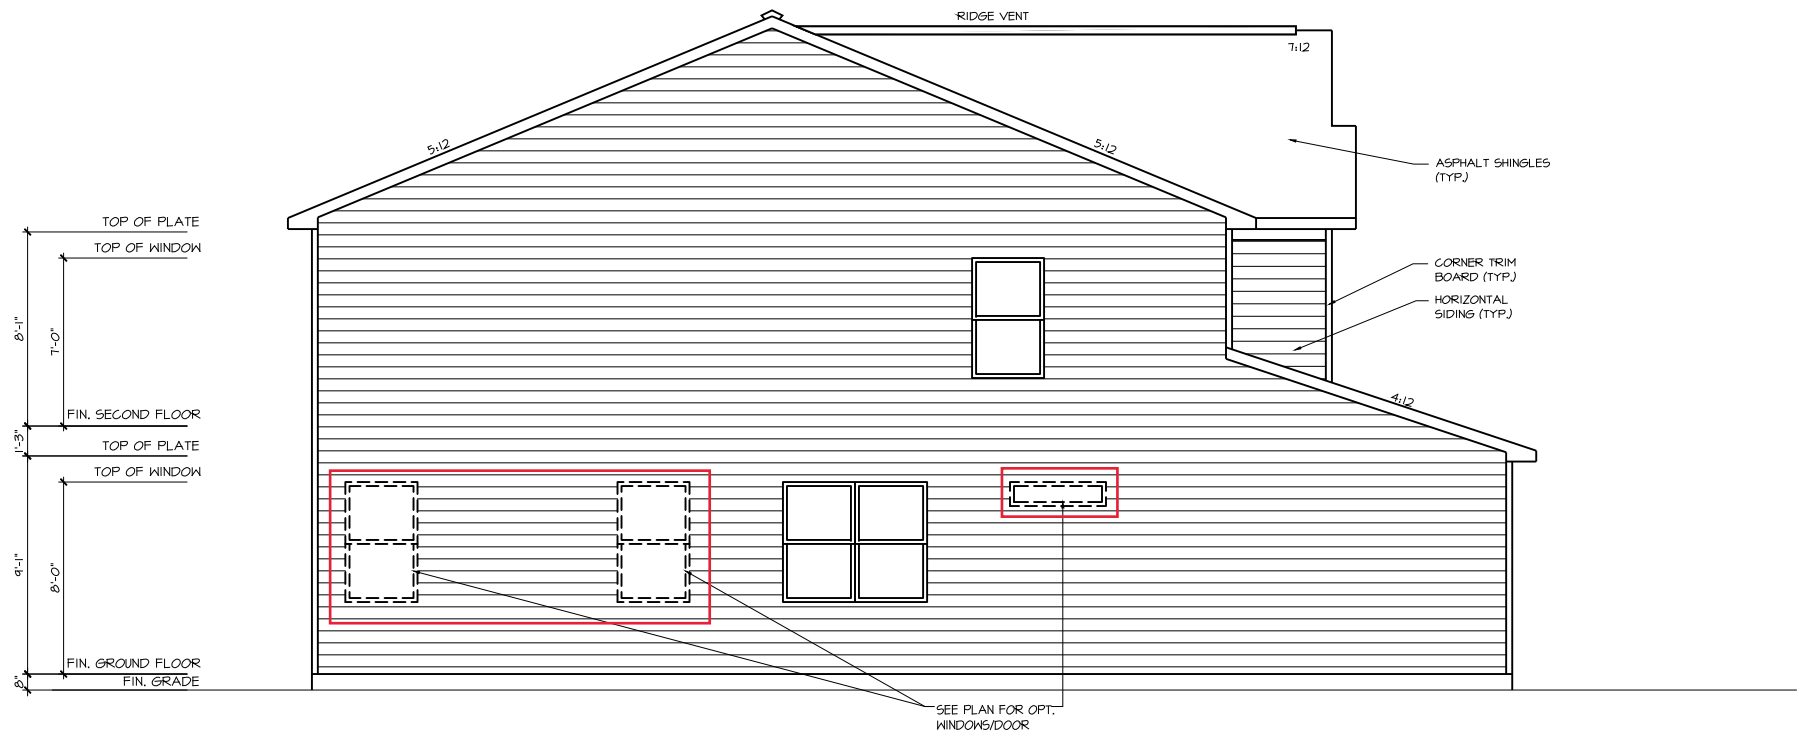 RIDGE VENT
7:12
5:12
5:12
ASPHALT SHINGLES
(TYP.)
TOP OF PLATE
TOP OF WINDOW
CORNER TRIM
BOARD (TYP.)
HORIZONTAL
SIDING (TYP.)
8'-1"
7'-0"
4:12
FIN. SECOND FLOOR
1'-3"
TOP OF PLATE
TOP OF WINDOW
9'-1"
8'-0"
FIN. GROUND FLOOR
8"
FIN. GRADE
SEE PLAN FOR OPT.
WINDOWS/DOOR